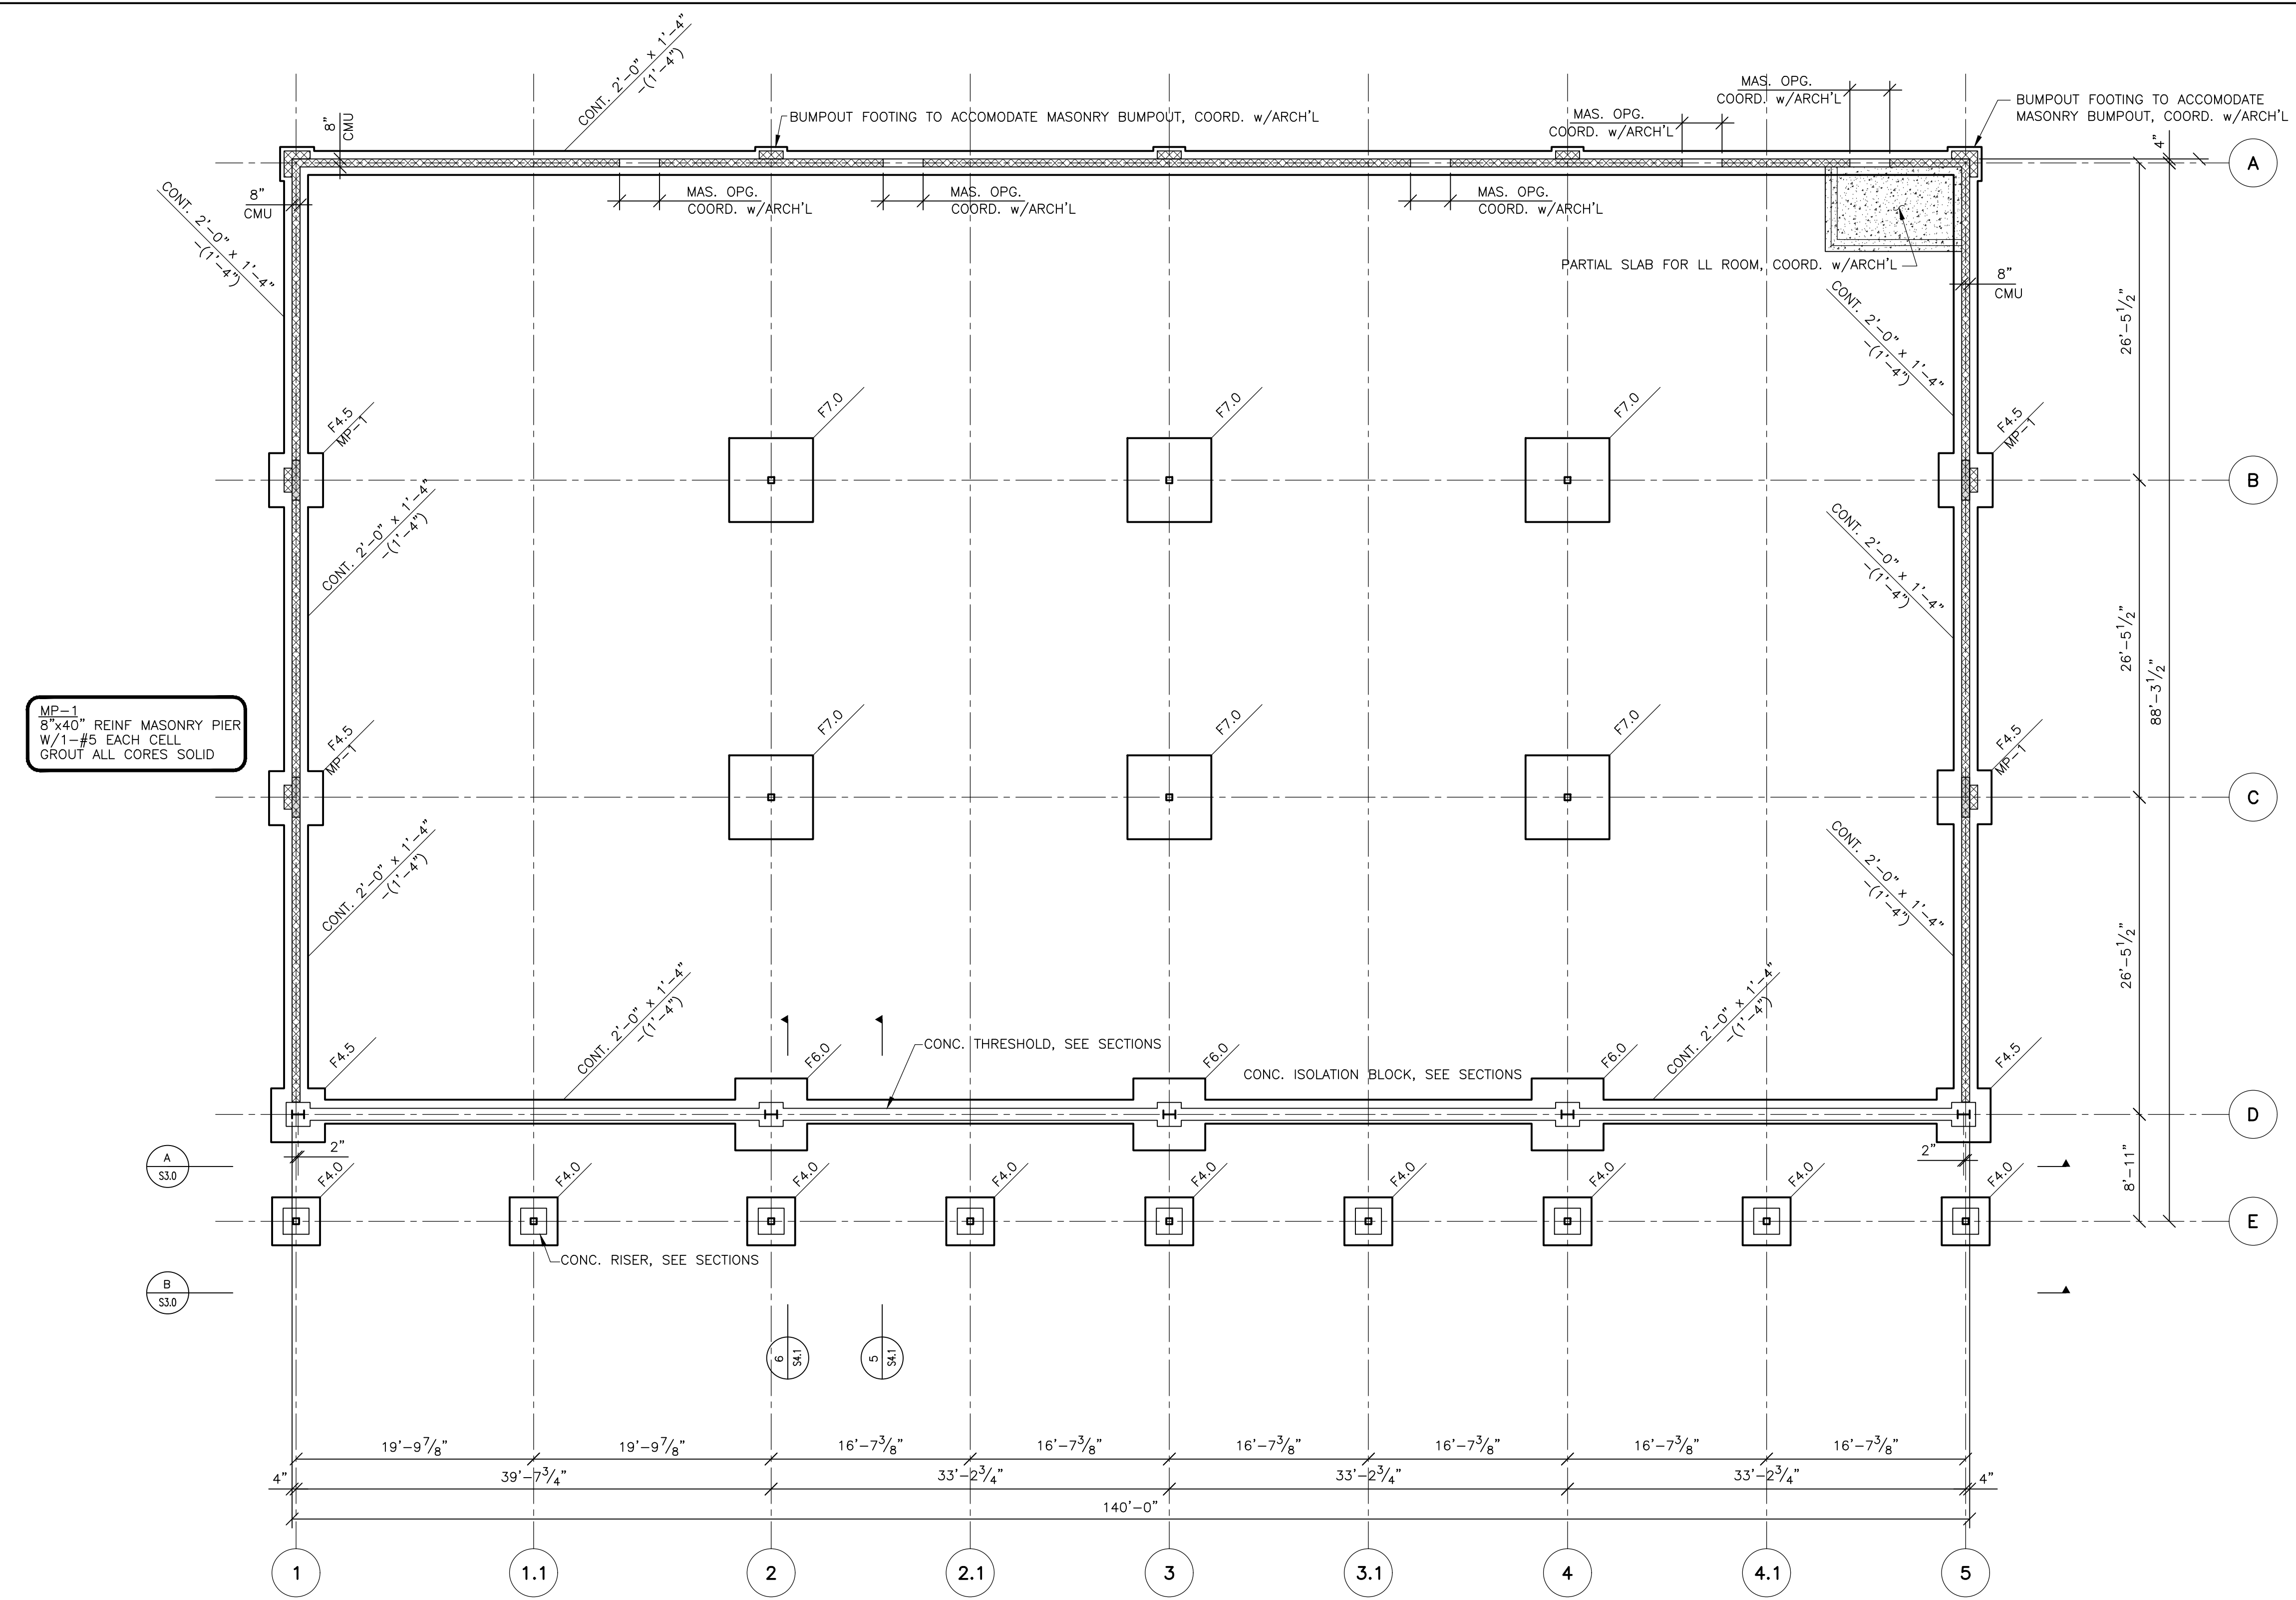 CONT. 2'-0" x 1'-4"
-(1'-4")
8"
CMU
BUMPOUT FOOTING TO ACCOMODATE MASONRY BUMPOUT, COORD. w/ARCH'L
MAS. OPG.
COORD. w/ARCH'L
MAS. OPG.
COORD. w/ARCH'L
BUMPOUT FOOTING TO ACCOMODATE
MASONRY BUMPOUT, COORD. w/ARCH'L
4"
A
8"
CMU
CONT. 2'-0" x 1'-4"
-(1'-4")
MAS. OPG.
COORD. w/ARCH'L
MAS. OPG.
COORD. w/ARCH'L
MAS. OPG.
COORD. w/ARCH'L
PARTIAL SLAB FOR LL ROOM, COORD. w/ARCH'L
8"
CMU
CONT. 2'-0" x 1'-4"
-(1'-4")
26'-5 1/2"
F4.5
MP-1
F7.0
F7.0
F7.0
F4.5
MP-1
B
CONT. 2'-0" x 1'-4"
-(1'-4")
CONT. 2'-0" x 1'-4"
-(1'-4")
26'-5 1/2"
88'-3 1/2"
MP-1
8"x40" REINF MASONRY PIER
W/1-#5 EACH CELL
GROUT ALL CORES SOLID
F4.5
MP-1
F7.0
F7.0
F7.0
F4.5
MP-1
C
CONT. 2'-0" x 1'-4"
-(1'-4")
CONT. 2'-0" x 1'-4"
-(1'-4")
26'-5 1/2"
CONT. 2'-0" x 1'-4"
-(1'-4")
CONT. 2'-0" x 1'-4"
-(1'-4")
F4.5
F6.0
CONC. THRESHOLD, SEE SECTIONS
F6.0
CONC. ISOLATION BLOCK, SEE SECTIONS
F6.0
F4.5
D
2"
2"
A
S3.0
8'-11"
F4.0
F4.0
F4.0
F4.0
F4.0
F4.0
F4.0
F4.0
F4.0
E
CONC. RISER, SEE SECTIONS
B
S3.0
6
S4.1
5
S4.1
19'-9 7/8"
19'-9 7/8"
16'-7 3/8"
16'-7 3/8"
16'-7 3/8"
16'-7 3/8"
16'-7 3/8"
16'-7 3/8"
4"
39'-7 3/4"
33'-2 3/4"
33'-2 3/4"
33'-2 3/4"
4"
140'-0"
1
1.1
2
2.1
3
3.1
4
4.1
5